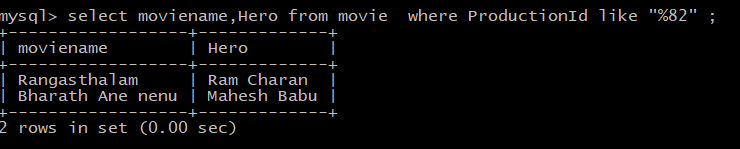 mysql> select moviename,Hero from movie  where ProductionId like "%82" ;
+------------------+-------------+
| moviename        | Hero        |
+------------------+-------------+
| Rangasthalam     | Ram Charan  |
| Bharath Ane nenu | Mahesh Babu |
+------------------+-------------+
2 rows in set (0.00 sec)